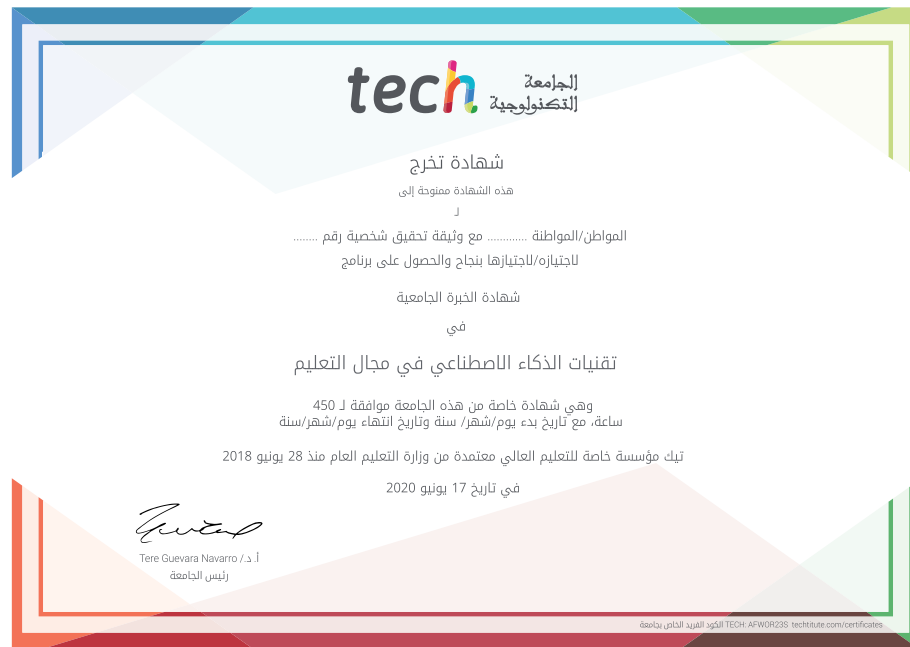 tech الجامعة
التكنولوجية
شهادة تخرج
هذه الشهادة ممنوحة إلى
لـ
المواطن/المواطنة ............. مع وثيقة تحقيق شخصية رقم ........
لاجتيازه/لاجتيازها بنجاح والحصول على برنامج
شهادة الخبرة الجامعية
في
تقنيات الذكاء الاصطناعي في مجال التعليم
وهي شهادة خاصة من هذه الجامعة موافقة لـ 450
ساعة، مع تاريخ بدء يوم/شهر/ سنة وتاريخ انتهاء يوم/شهر/سنة
تيك مؤسسة خاصة للتعليم العالي معتمدة من وزارة التعليم العام منذ 28 يونيو 2018
في تاريخ 17 يونيو 2020
أ. د./ Tere Guevara Navarro
رئيس الجامعة
الكود الفريد الخاص بجامعة TECH: AFWOR23S techtitute.com/certificates